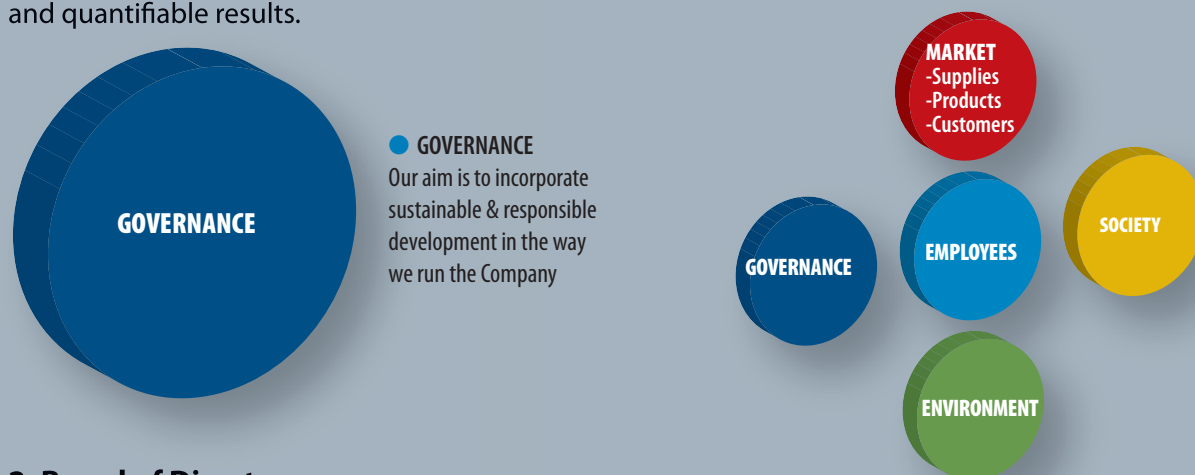 and quantifiable results.
GOVERNANCE
GOVERNANCE
Our aim is to incorporate
sustainable & responsible
development in the way
we run the Company
MARKET
-Supplies
-Products
-Customers
GOVERNANCE
EMPLOYEES
SOCIETY
ENVIRONMENT